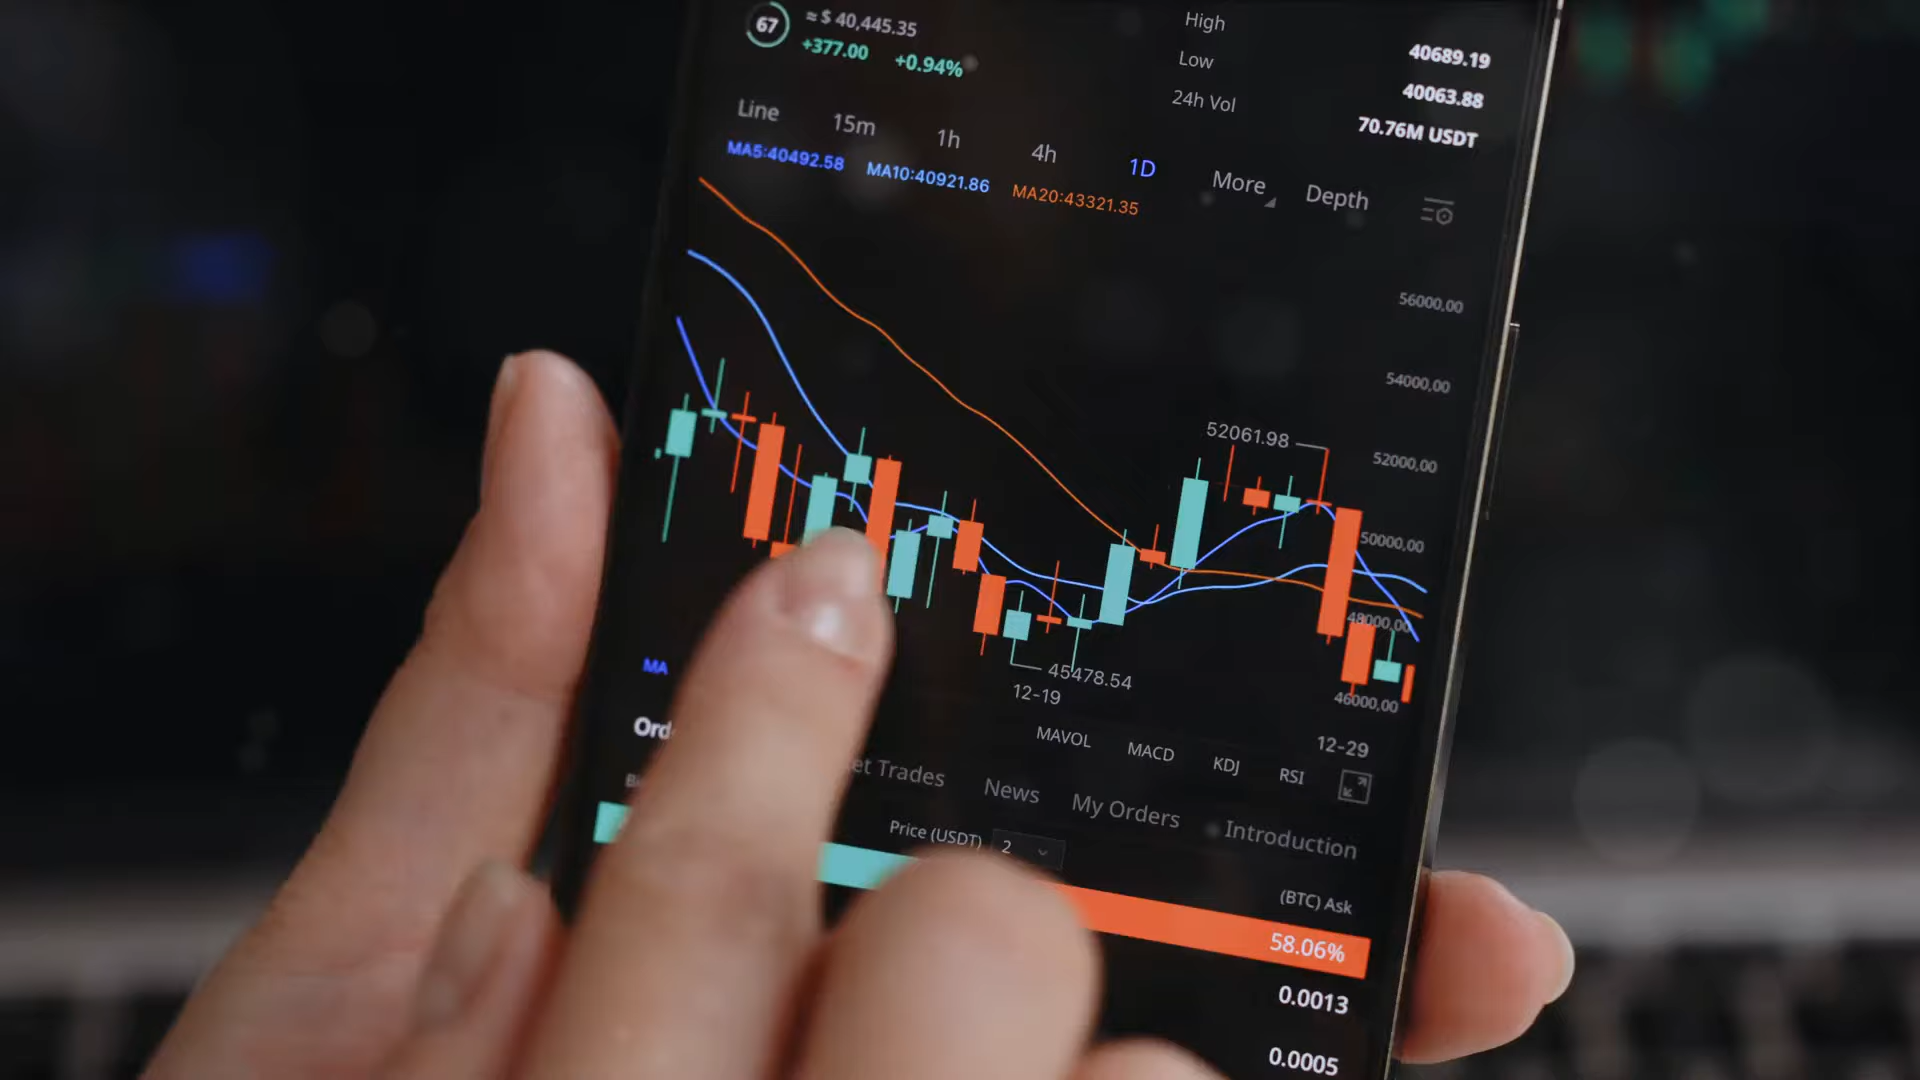 67
≈ $ 40,445.35
+377.00 +0.94%
High 40689.19
Low 40063.88
24h Vol 70.76M USDT
Line 15m 1h 4h 1D More Depth
MA5:40492.58 MA10:40921.86 MA20:43321.35
56000,00
54000,00
52061.98
52000,00
50000,00
48000,00
45478.54
46000,00
12-19
12-29
MA
MAVOL MACD KDJ RSI
Trades News My Orders Introduction
Price (USDT) 2
(BTC) Ask
58.06%
0.0013
0.0005